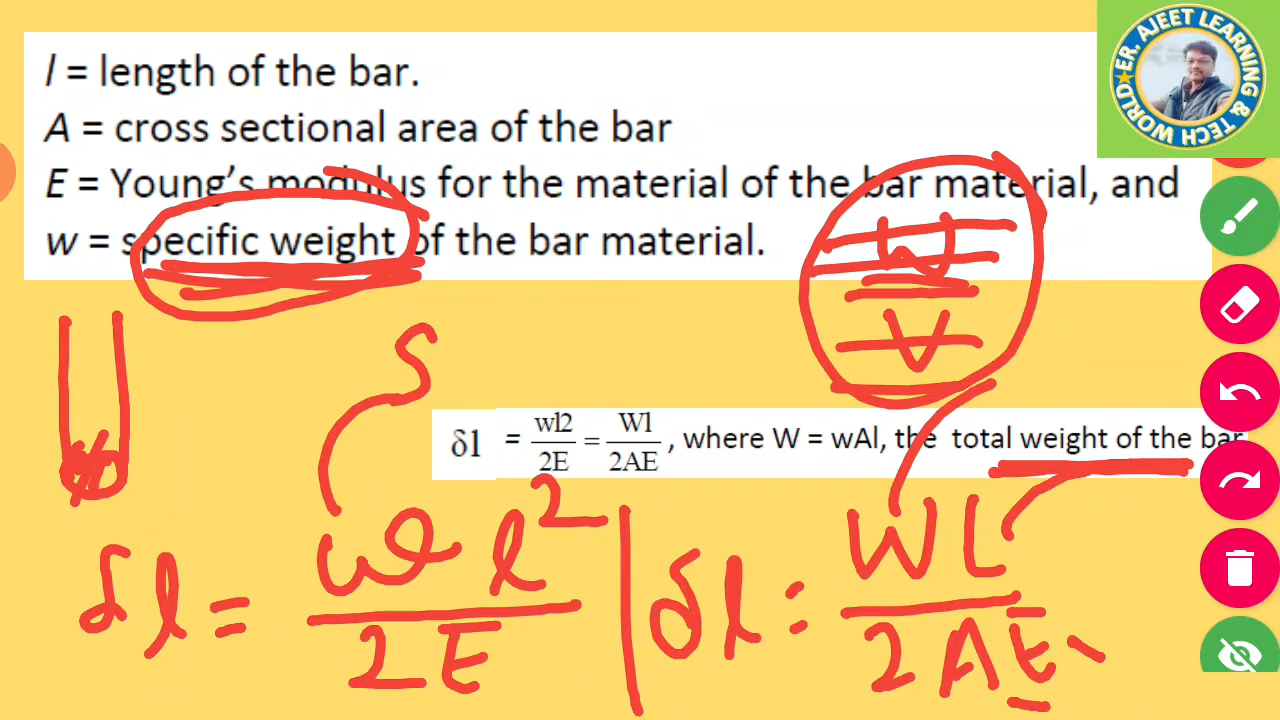 l = length of the bar.
A = cross sectional area of the bar
E = Young's modulus for the material of the bar material, and
w = specific weight of the bar material.
ER. AJEET LEARNING & TECH WORLD
W
V
S
δl = wl2/2E = Wl/2AE, where W = wAl, the total weight of the bar
δl = wl²/2E | δl = WL/2AE